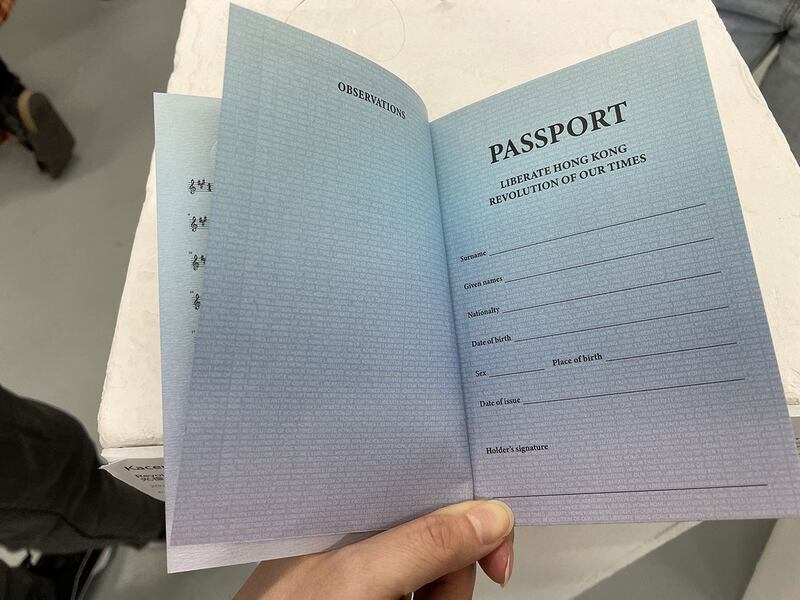 OBSERVATIONS
PASSPORT
LIBERATE HONG KONG
REVOLUTION OF OUR TIMES
Surname
Given names
Nationalty
Date of birth
Sex
Place of birth
Date of issue
Holder's signature